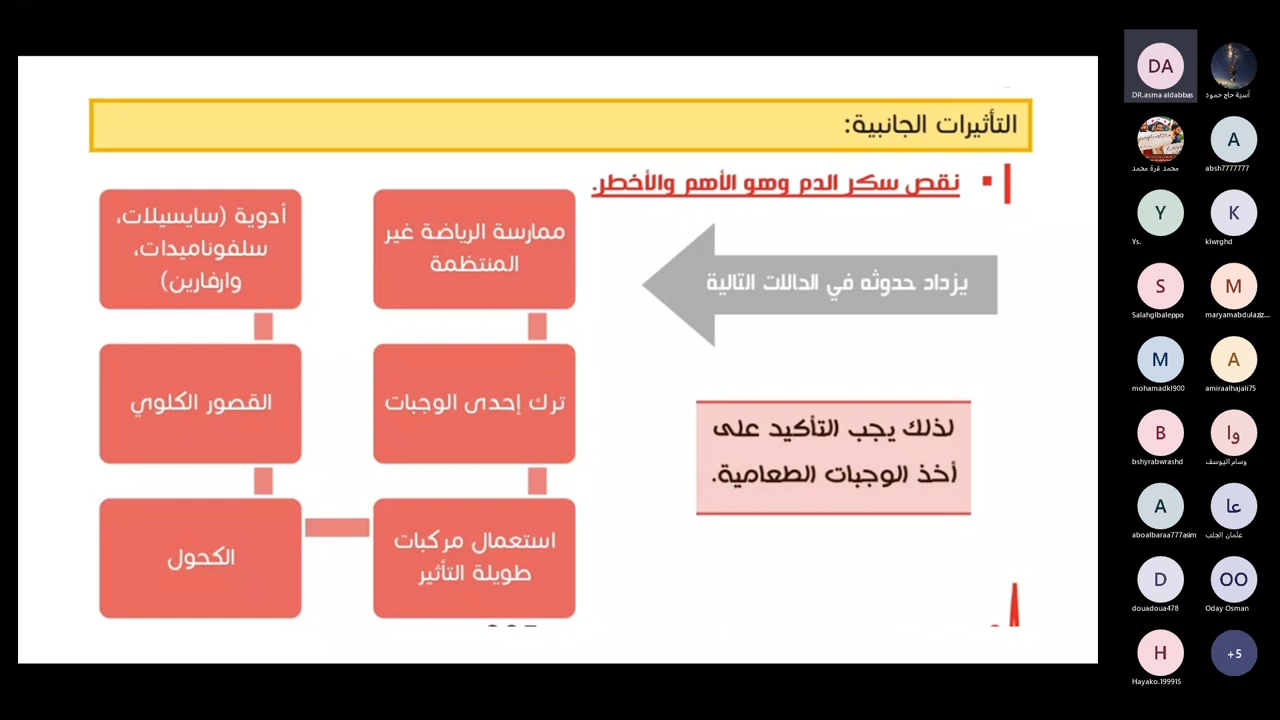 التأثيرات الجانبية:
▪ نقص سكر الدم وهو الأهم والأخطر.
يزداد حدوثه في الحالات التالية
ممارسة الرياضة غير
المنتظمة
ترك إحدى الوجبات
استعمال مركبات
طويلة التأثير
الكحول
القصور الكلوي
أدوية (سايسيلات،
سلفوناميدات،
وارفارين)
لذلك يجب التأكيد على
أخذ الوجبات الطعامية.
DA
DR.asma aldabbas
آسية حاج حمود
محمد قرة محمد
A
absh7777777
Y
Ys.
K
klwrghd
S
Salahglbaleppo
M
maryamabdulaziz...
M
mohamadkl900
A
amiraalhajali75
B
bshyrabwrashd
وا
وسام اليوسف
A
aboalbaraa777asim
عا
عثمان الجلب
D
douadoua478
OO
Oday Osman
H
Hayako.199915
+5